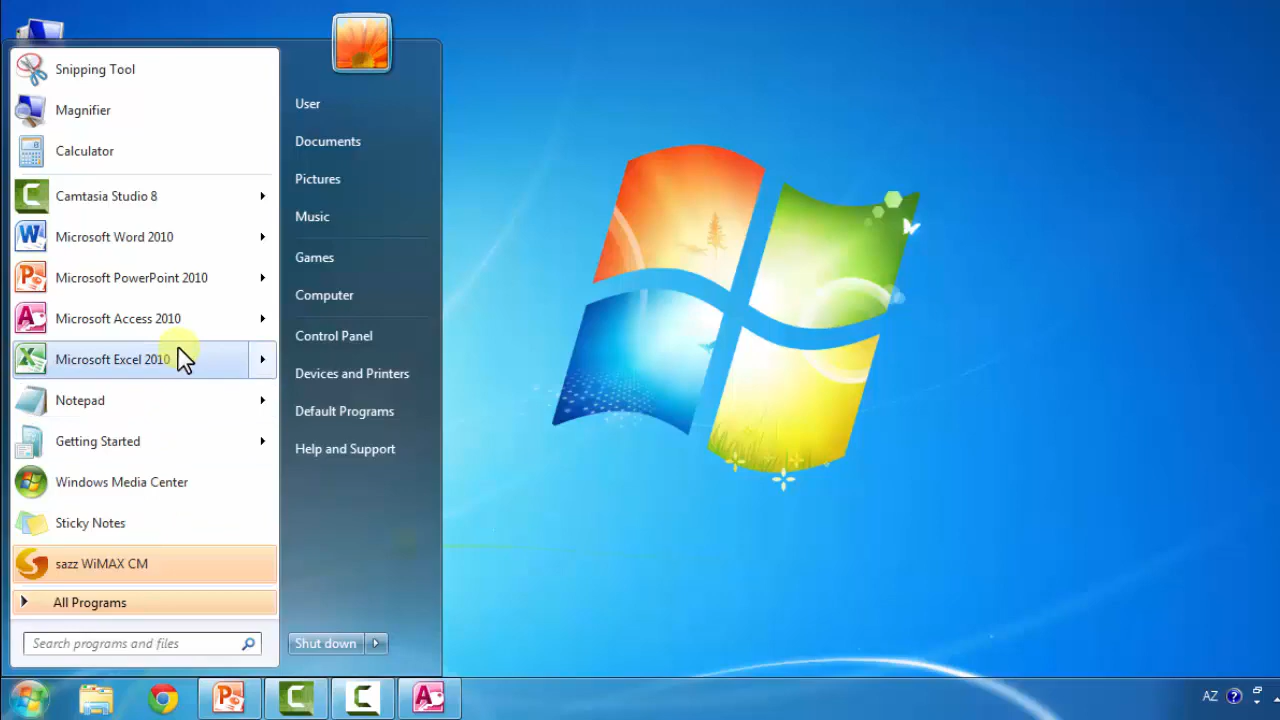 Snipping Tool
Magnifier
Calculator
Camtasia Studio 8
Microsoft Word 2010
Microsoft PowerPoint 2010
Microsoft Access 2010
Microsoft Excel 2010
Notepad
Getting Started
Windows Media Center
Sticky Notes
sazz WiMAX CM
All Programs
Search programs and files
User
Documents
Pictures
Music
Games
Computer
Control Panel
Devices and Printers
Default Programs
Help and Support
Shut down
AZ